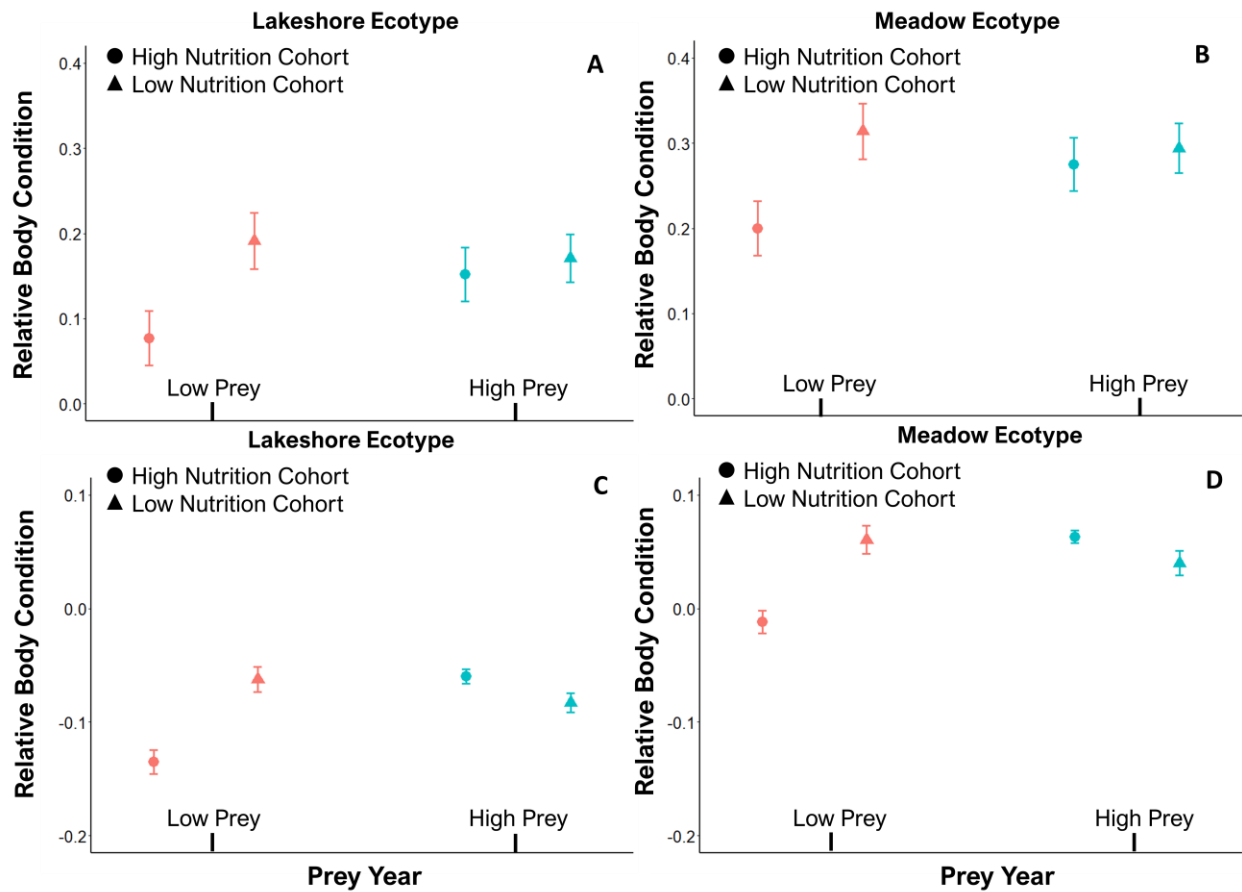 Lakeshore Ecotype
High Nutrition Cohort
Low Nutrition Cohort
A
Relative Body Condition
0.4
0.3
0.2
0.1
0.0
Low Prey
High Prey
Meadow Ecotype
High Nutrition Cohort
Low Nutrition Cohort
B
Relative Body Condition
0.4
0.3
0.2
0.1
0.0
Low Prey
High Prey
Lakeshore Ecotype
High Nutrition Cohort
Low Nutrition Cohort
C
Relative Body Condition
0.1
0.0
-0.1
-0.2
Low Prey
High Prey
Prey Year
Meadow Ecotype
High Nutrition Cohort
Low Nutrition Cohort
D
Relative Body Condition
0.1
0.0
-0.1
-0.2
Low Prey
High Prey
Prey Year